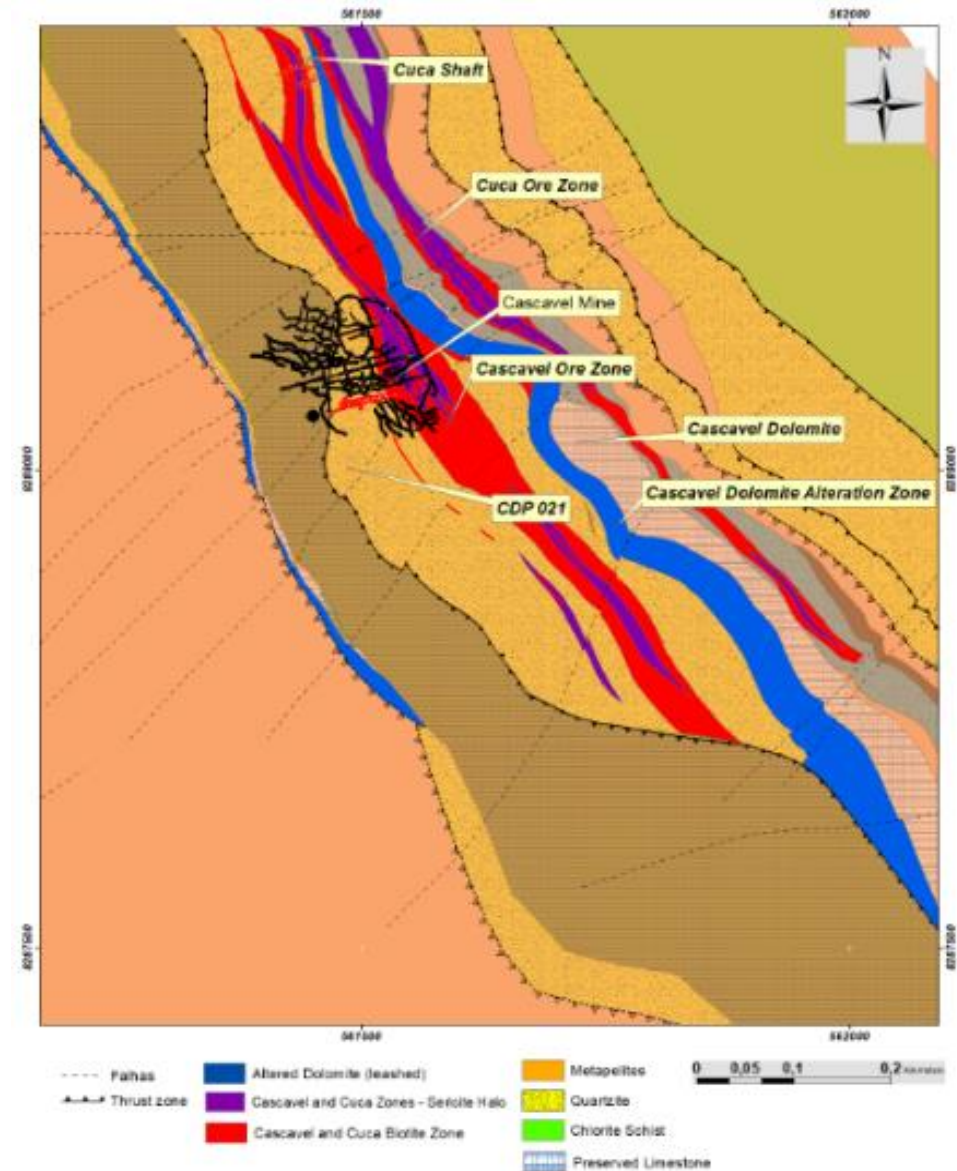 561500
562000
N
Cuca Shaft
Cuca Ore Zone
Cascavel Mine
Cascavel Ore Zone
Cascavel Dolomite
Cascavel Dolomite Alteration Zone
CDP 021
562000
Falhas
Thrust zone
Altered Dolomite (leashed)
Cascavel and Cuca Zones - Sericite Halo
Cascavel and Cuca Biotite Zone
Metapelites
Quartzite
Chlorite Schist
Preserved Limestone
0 0,05 0,1 0,2